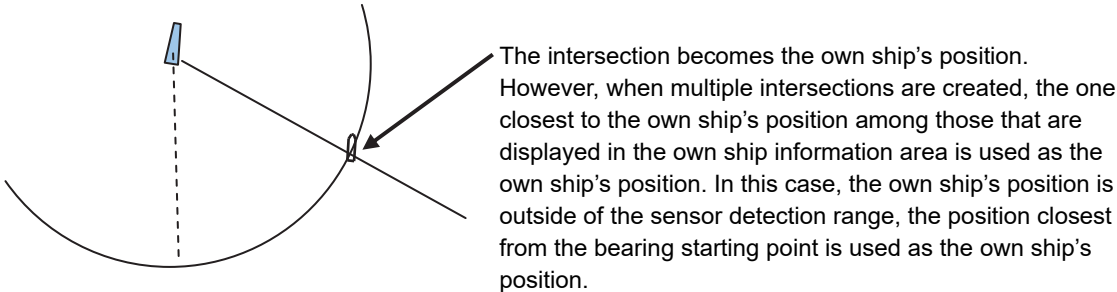 The intersection becomes the own ship's position.
However, when multiple intersections are created, the one
closest to the own ship's position among those that are
displayed in the own ship information area is used as the
own ship's position. In this case, the own ship's position is
outside of the sensor detection range, the position closest
from the bearing starting point is used as the own ship's
position.